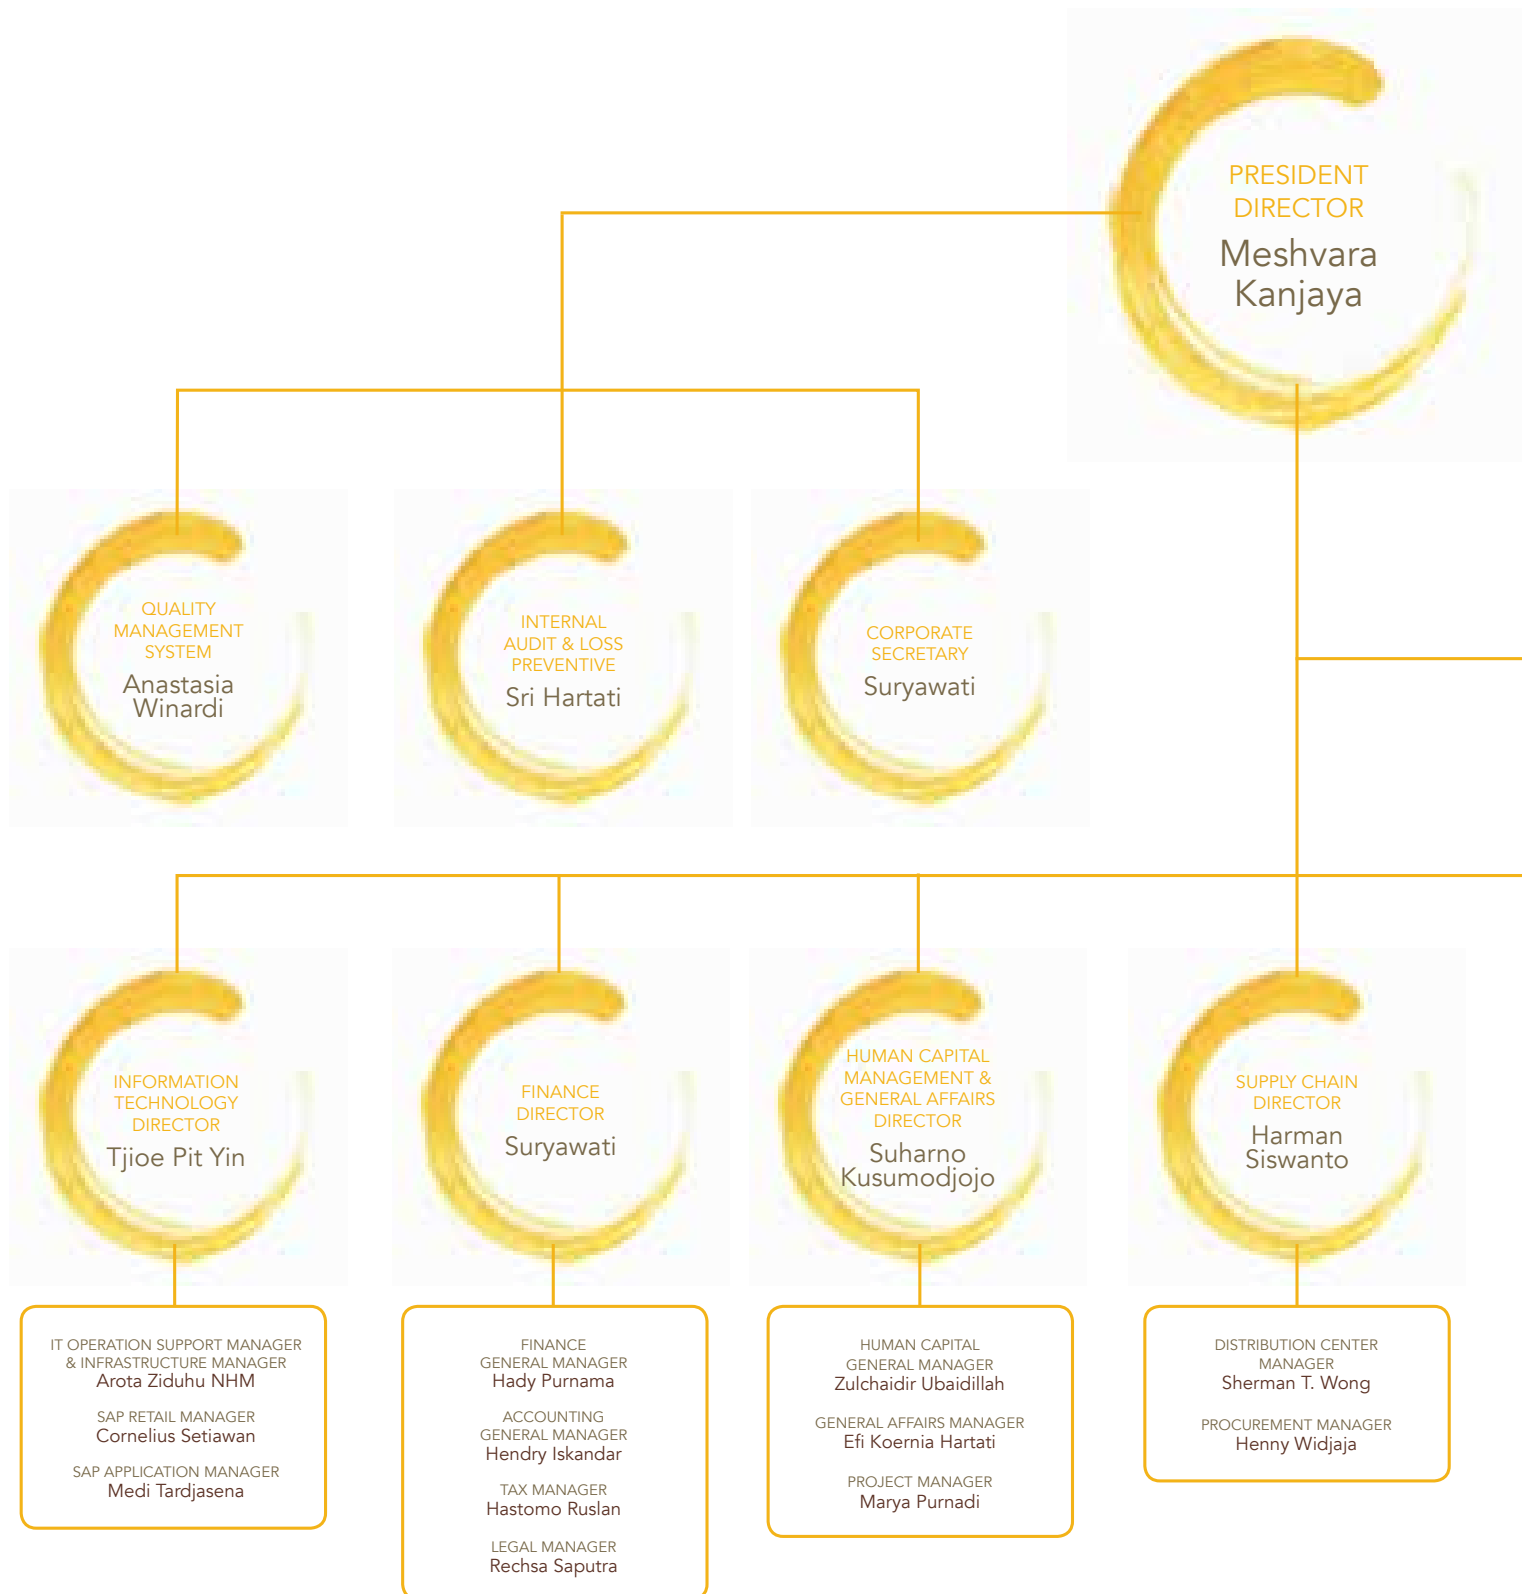 PRESIDENT
DIRECTOR
Meshvara
Kanjaya
QUALITY
MANAGEMENT
SYSTEM
Anastasia
Winardi
INTERNAL
AUDIT & LOSS
PREVENTIVE
Sri Hartati
CORPORATE
SECRETARY
Suryawati
INFORMATION
TECHNOLOGY
DIRECTOR
Tjioe Pit Yin
FINANCE
DIRECTOR
Suryawati
HUMAN CAPITAL
MANAGEMENT &
GENERAL AFFAIRS
DIRECTOR
Suharno
Kusumodjojo
SUPPLY CHAIN
DIRECTOR
Harman
Siswanto
IT OPERATION SUPPORT MANAGER
& INFRASTRUCTURE MANAGER
Arota Ziduhu NHM
SAP RETAIL MANAGER
Cornelius Setiawan
SAP APPLICATION MANAGER
Medi Tardjasena
FINANCE
GENERAL MANAGER
Hady Purnama
ACCOUNTING
GENERAL MANAGER
Hendry Iskandar
TAX MANAGER
Hastomo Ruslan
LEGAL MANAGER
Rechsa Saputra
HUMAN CAPITAL
GENERAL MANAGER
Zulchaidir Ubaidillah
GENERAL AFFAIRS MANAGER
Efi Koernia Hartati
PROJECT MANAGER
Marya Purnadi
DISTRIBUTION CENTER
MANAGER
Sherman T. Wong
PROCUREMENT MANAGER
Henny Widjaja